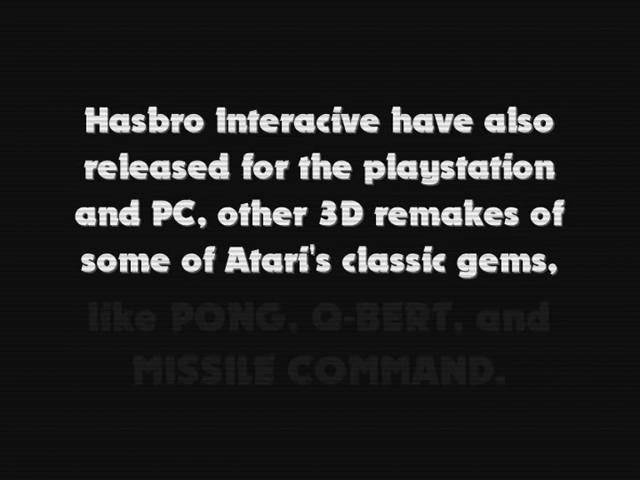 Hasbro Interacive have also
released for the playstation
and PC, other 3D remakes of
some of Atari's classic gems,
like PONG, Q-BERT, and
MISSILE COMMAND.